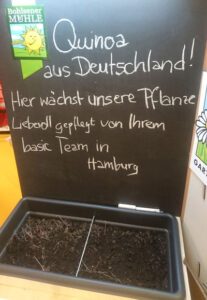 Bohlsener
MÜHLE
Quinoa
aus Deutschland!
Hier wächst unsere Pflanze
Liebevoll gepflegt von Ihrem
basic Team in
Hamburg